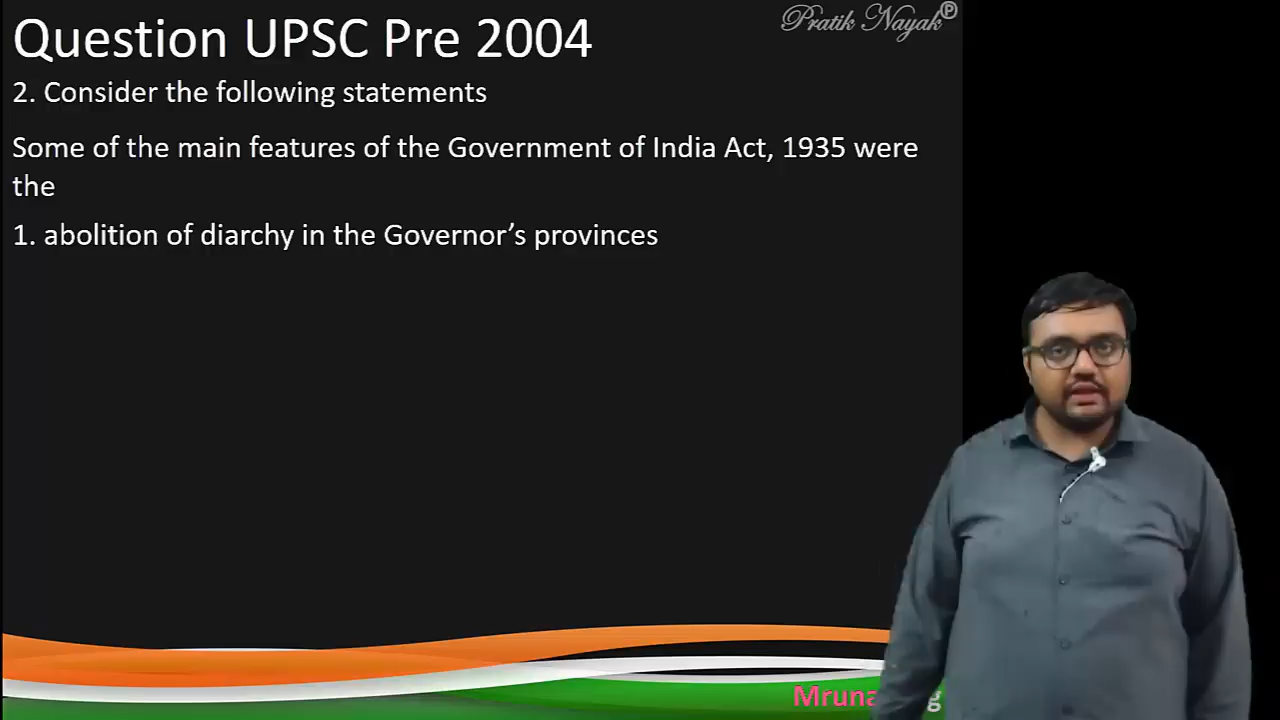 Pratik Nayak®
Question UPSC Pre 2004
2. Consider the following statements
Some of the main features of the Government of India Act, 1935 were
the
1. abolition of diarchy in the Governor’s provinces